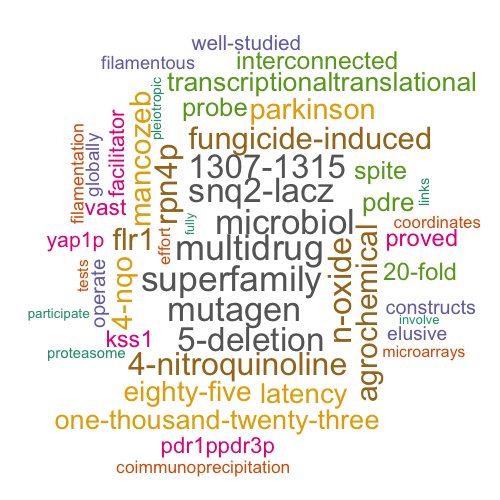 well-studied
filamentous
interconnected
transcriptionaltranslational
pleiotropic
probe
parkinson
mancozeb
facilitator
fungicide-induced
filamentation
globally
rpn4p
1307-1315
spite
snq2-lacz
links
vast
pdre
microbiol
coordinates
fully
yap1p
flr1
effort
multidrug
n-oxide
agrochemical
proved
tests
operate
4-nqo
superfamily
20-fold
participate
mutagen
constructs
involve
kss1
5-deletion
elusive
proteasome
4-nitroquinoline
microarrays
eighty-five
latency
one-thousand-twenty-three
pdr1ppdr3p
coimmunoprecipitation